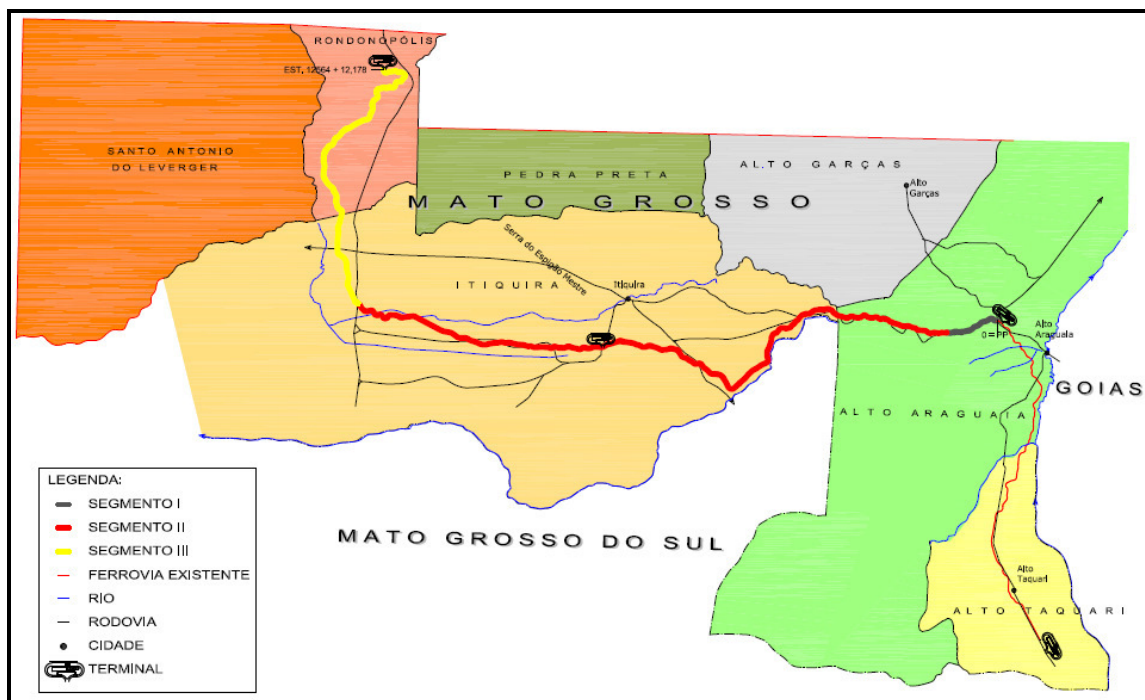 RONDONOPÓLIS
EST, 12664 + 12,178
SANTO ANTONIO
DO LEVERGER
PEDRA PRETA
ALTO GARÇAS
Alto
Garças
MATO GROSSO
Serra do Espigão Mestre
ITIQUIRA
Itiquira
0=PP
Alto
Araguaia
GOIAS
ALTO ARAGUAIA
MATO GROSSO DO SUL
Alto
Taquari
ALTO TAQUARI
LEGENDA:
SEGMENTO I
SEGMENTO II
SEGMENTO III
FERROVIA EXISTENTE
RIO
RODOVIA
CIDADE
TERMINAL